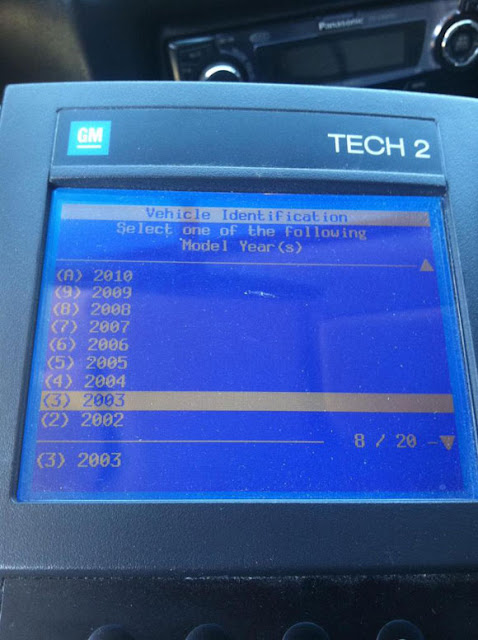 Panasonic
GM
TECH 2
Vehicle Identification
Select one of the following
Model Year(s)
(A) 2010
(9) 2009
(8) 2008
(7) 2007
(6) 2006
(5) 2005
(4) 2004
(3) 2003
(2) 2002
8 / 20
(3) 2003